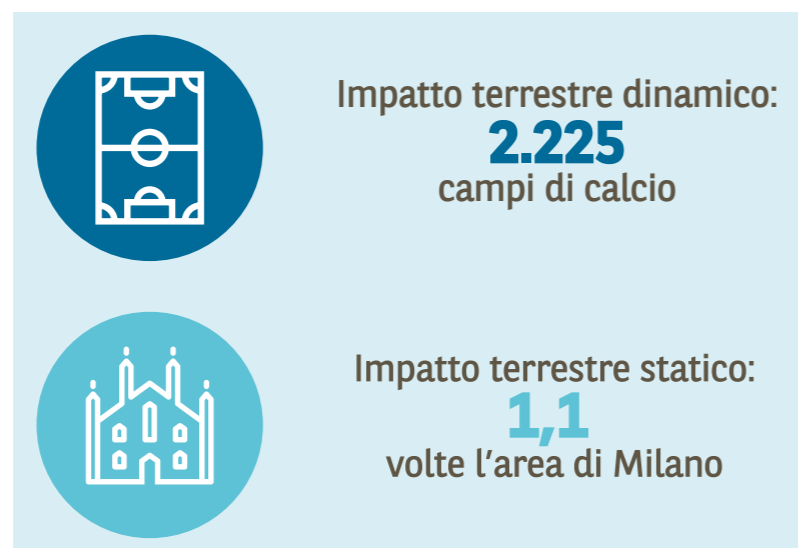 Impatto terrestre dinamico:
2.225
campi di calcio
Impatto terrestre statico:
1,1
volte l'area di Milano